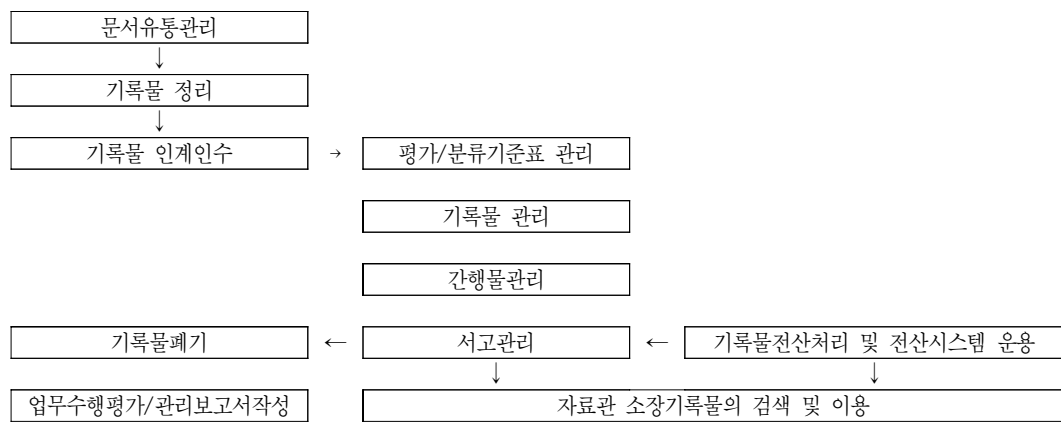 문서유통관리
↓
기록물 정리
↓
기록물 인계인수 → 평가/분류기준표 관리
기록물 관리
간행물관리
기록물폐기 ← 서고관리 ← 기록물전산처리 및 전산시스템 운용
↓ ↓
업무수행평가/관리보고서작성 자료관 소장기록물의 검색 및 이용